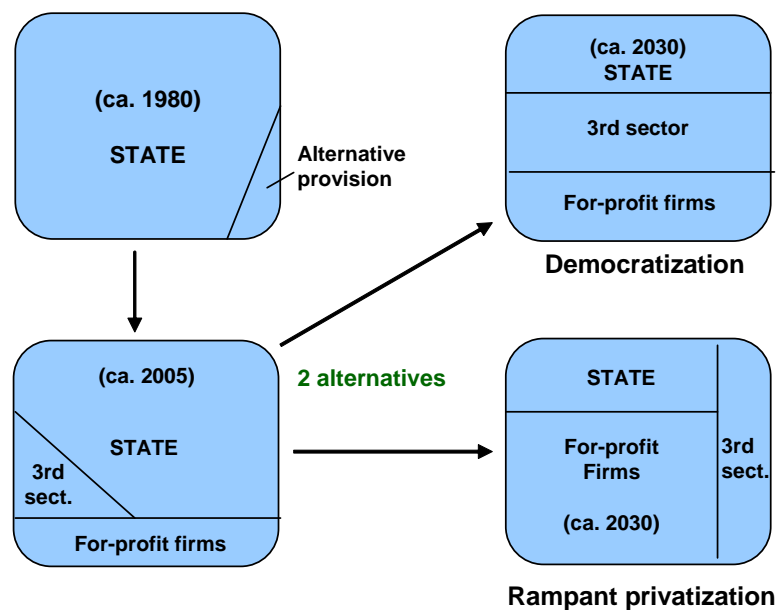 (ca. 1980)
STATE
Alternative
provision
(ca. 2005)
STATE
3rd
sect.
For-profit firms
2 alternatives
(ca. 2030)
STATE
3rd sector
For-profit firms
Democratization
STATE
For-profit
Firms
(ca. 2030)
3rd
sect.
Rampant privatization